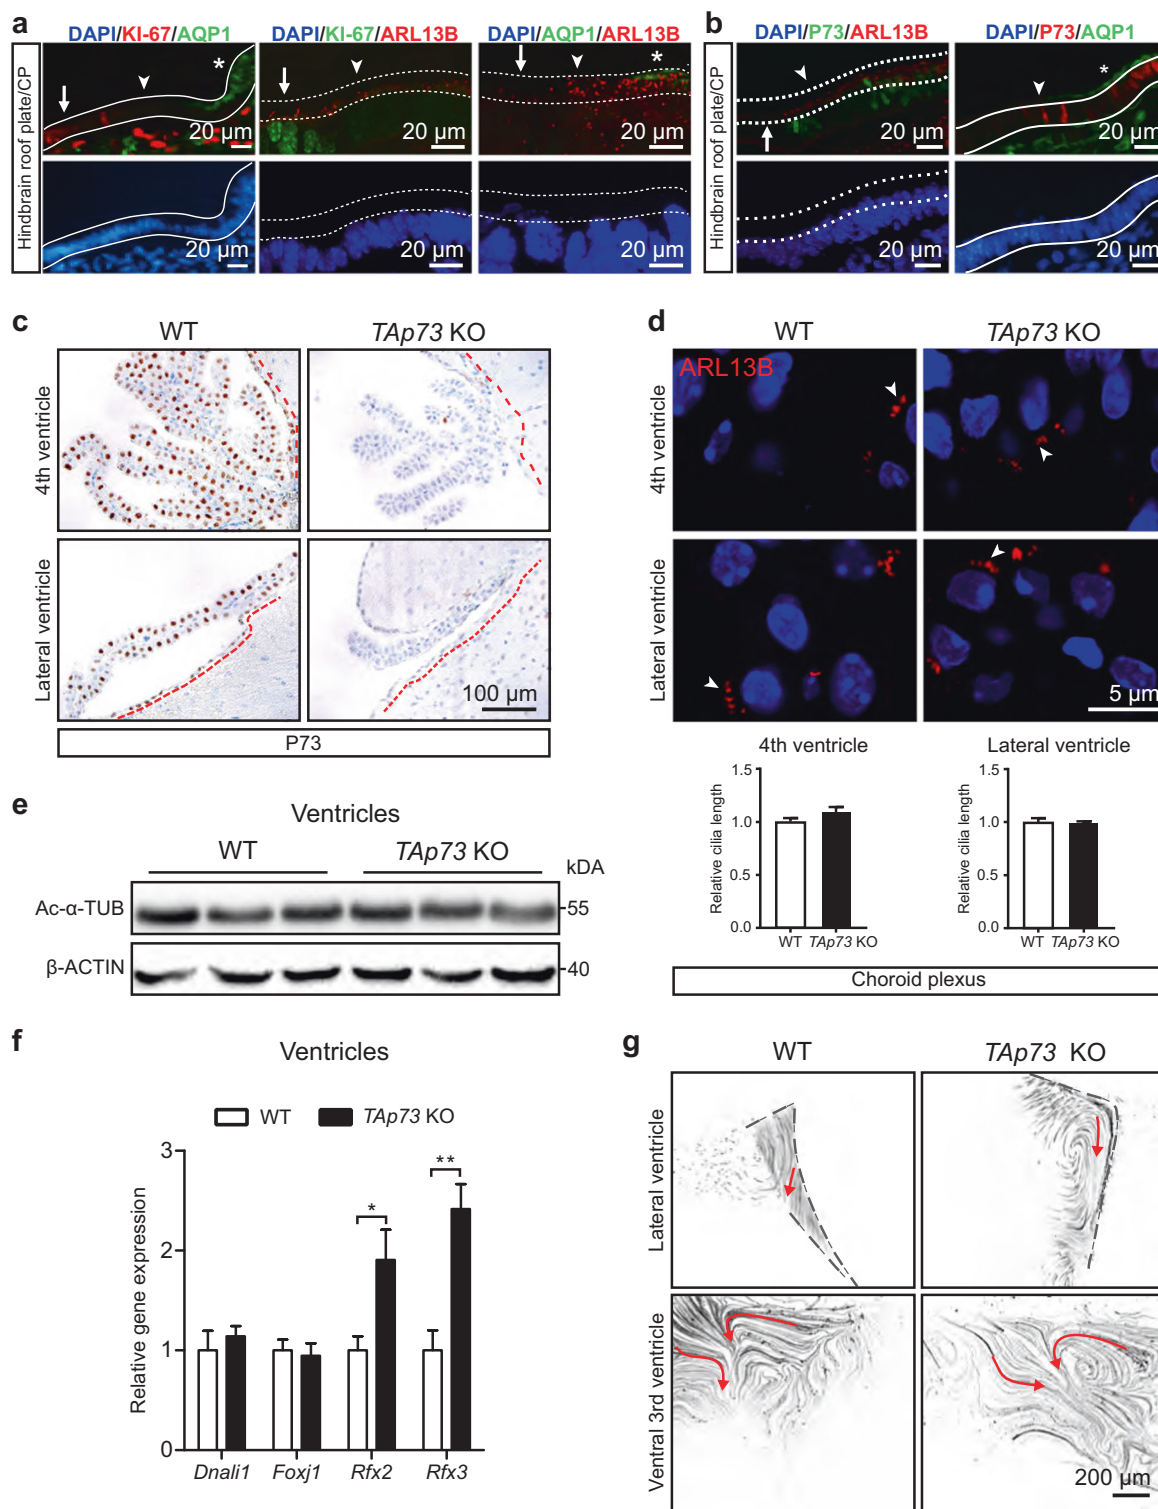 a
DAPI/KI-67/AQP1
DAPI/KI-67/ARL13B
DAPI/AQP1/ARL13B
Hindbrain roof plate/CP
*
*
20 µm
20 µm
20 µm
20 µm
20 µm
20 µm
b
DAPI/P73/ARL13B
DAPI/P73/AQP1
Hindbrain roof plate/CP
*
20 µm
20 µm
20 µm
20 µm
c
WT
TAp73 KO
4th ventricle
Lateral ventricle
100 µm
P73
d
WT
TAp73 KO
ARL13B
4th ventricle
Lateral ventricle
5 µm
4th ventricle
Relative cilia length
1.5
1.0
0.5
0.0
WT
TAp73 KO
Lateral ventricle
Relative cilia length
1.5
1.0
0.5
0.0
WT
TAp73 KO
Choroid plexus
e
Ventricles
WT
TAp73 KO
kDA
Ac-α-TUB
55
β-ACTIN
40
f
Ventricles
WT
TAp73 KO
Relative gene expression
3
2
1
0
*
**
Dnali1
Foxj1
Rfx2
Rfx3
g
WT
TAp73 KO
Lateral ventricle
Ventral 3rd ventricle
200 µm